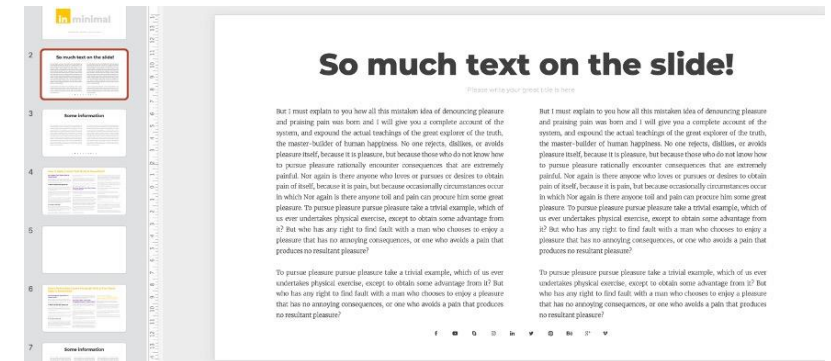 in minimal
2
So much text on the slide!
3
Some information
4
5
6
7
Some information
So much text on the slide!
Please write your great title is here
But I must explain to you how all this mistaken idea of denouncing pleasure
and praising pain was born and I will give you a complete account of the
system, and expound the actual teachings of the great explorer of the truth,
the master-builder of human happiness. No one rejects, dislikes, or avoids
pleasure itself, because it is pleasure, but because those who do not know how
to pursue pleasure rationally encounter consequences that are extremely
painful. Nor again is there anyone who loves or pursues or desires to obtain
pain of itself, because it is pain, but because occasionally circumstances occur
in which Nor again is there anyone toil and pain can procure him some great
pleasure. To pursue pleasure pursue pleasure take a trivial example, which of
us ever undertakes physical exercise, except to obtain some advantage from
it? But who has any right to find fault with a man who chooses to enjoy a
pleasure that has no annoying consequences, or one who avoids a pain that
produces no resultant pleasure?
To pursue pleasure pursue pleasure take a trivial example, which of us ever
undertakes physical exercise, except to obtain some advantage from it? But
who has any right to find fault with a man who chooses to enjoy a pleasure
that has no annoying consequences, or one who avoids a pain that produces
no resultant pleasure?
But I must explain to you how all this mistaken idea of denouncing pleasure
and praising pain was born and I will give you a complete account of the
system, and expound the actual teachings of the great explorer of the truth,
the master-builder of human happiness. No one rejects, dislikes, or avoids
pleasure itself, because it is pleasure, but because those who do not know how
to pursue pleasure rationally encounter consequences that are extremely
painful. Nor again is there anyone who loves or pursues or desires to obtain
pain of itself, because it is pain, but because occasionally circumstances occur
in which Nor again is there anyone toil and pain can procure him some great
pleasure. To pursue pleasure pursue pleasure take a trivial example, which of
us ever undertakes physical exercise, except to obtain some advantage from
it? But who has any right to find fault with a man who chooses to enjoy a
pleasure that has no annoying consequences, or one who avoids a pain that
produces no resultant pleasure?
To pursue pleasure pursue pleasure take a trivial example, which of us ever
undertakes physical exercise, except to obtain some advantage from it? But
who has any right to find fault with a man who chooses to enjoy a pleasure
that has no annoying consequences, or one who avoids a pain that produces
no resultant pleasure?